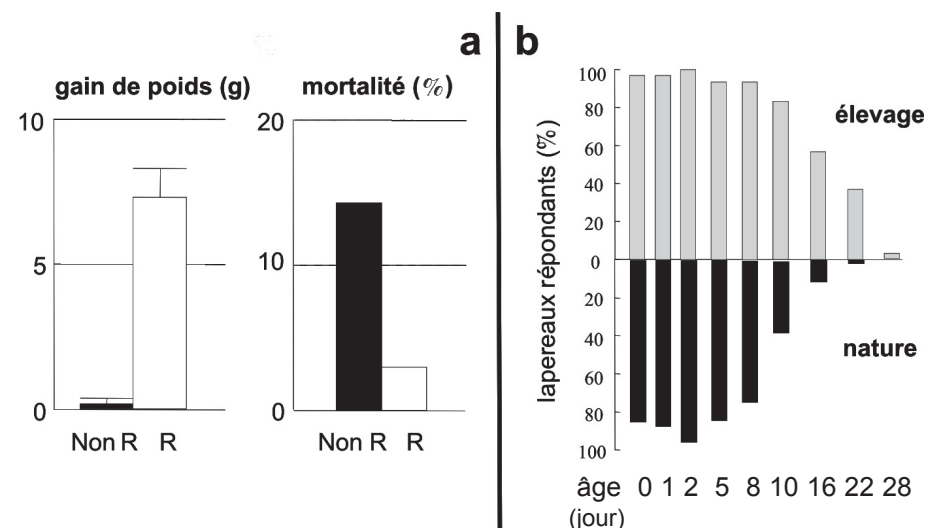 a
gain de poids (g)
mortalité (%)
10
5
0
Non R R
20
10
0
Non R R
b
lapereaux répondants (%)
100
80
60
40
20
0
20
40
60
80
100
élevage
nature
âge 0 1 2 5 8 10 16 22 28
(jour)